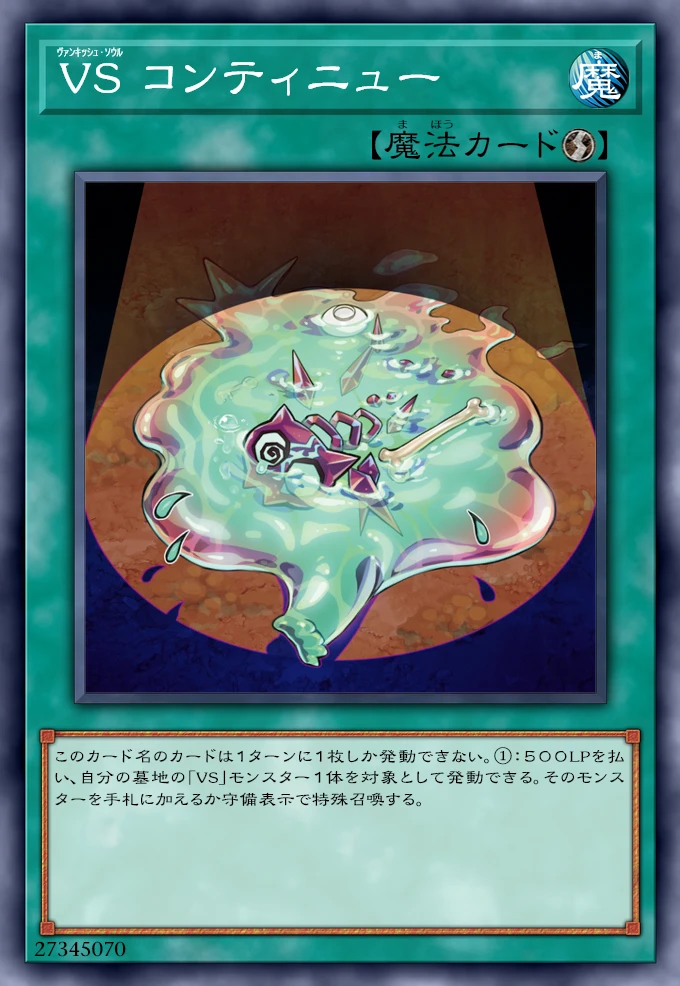 ヴァンキッシュ・ソウル
VS コンティニュー
ま
魔
ま ほう
【魔法カード】
このカード名のカードは1ターンに1枚しか発動できない。①：５００LPを払
い、自分の墓地の「VS」モンスター1体を対象として発動できる。そのモンス
ターを手札に加えるか守備表示で特殊召喚する。
27345070